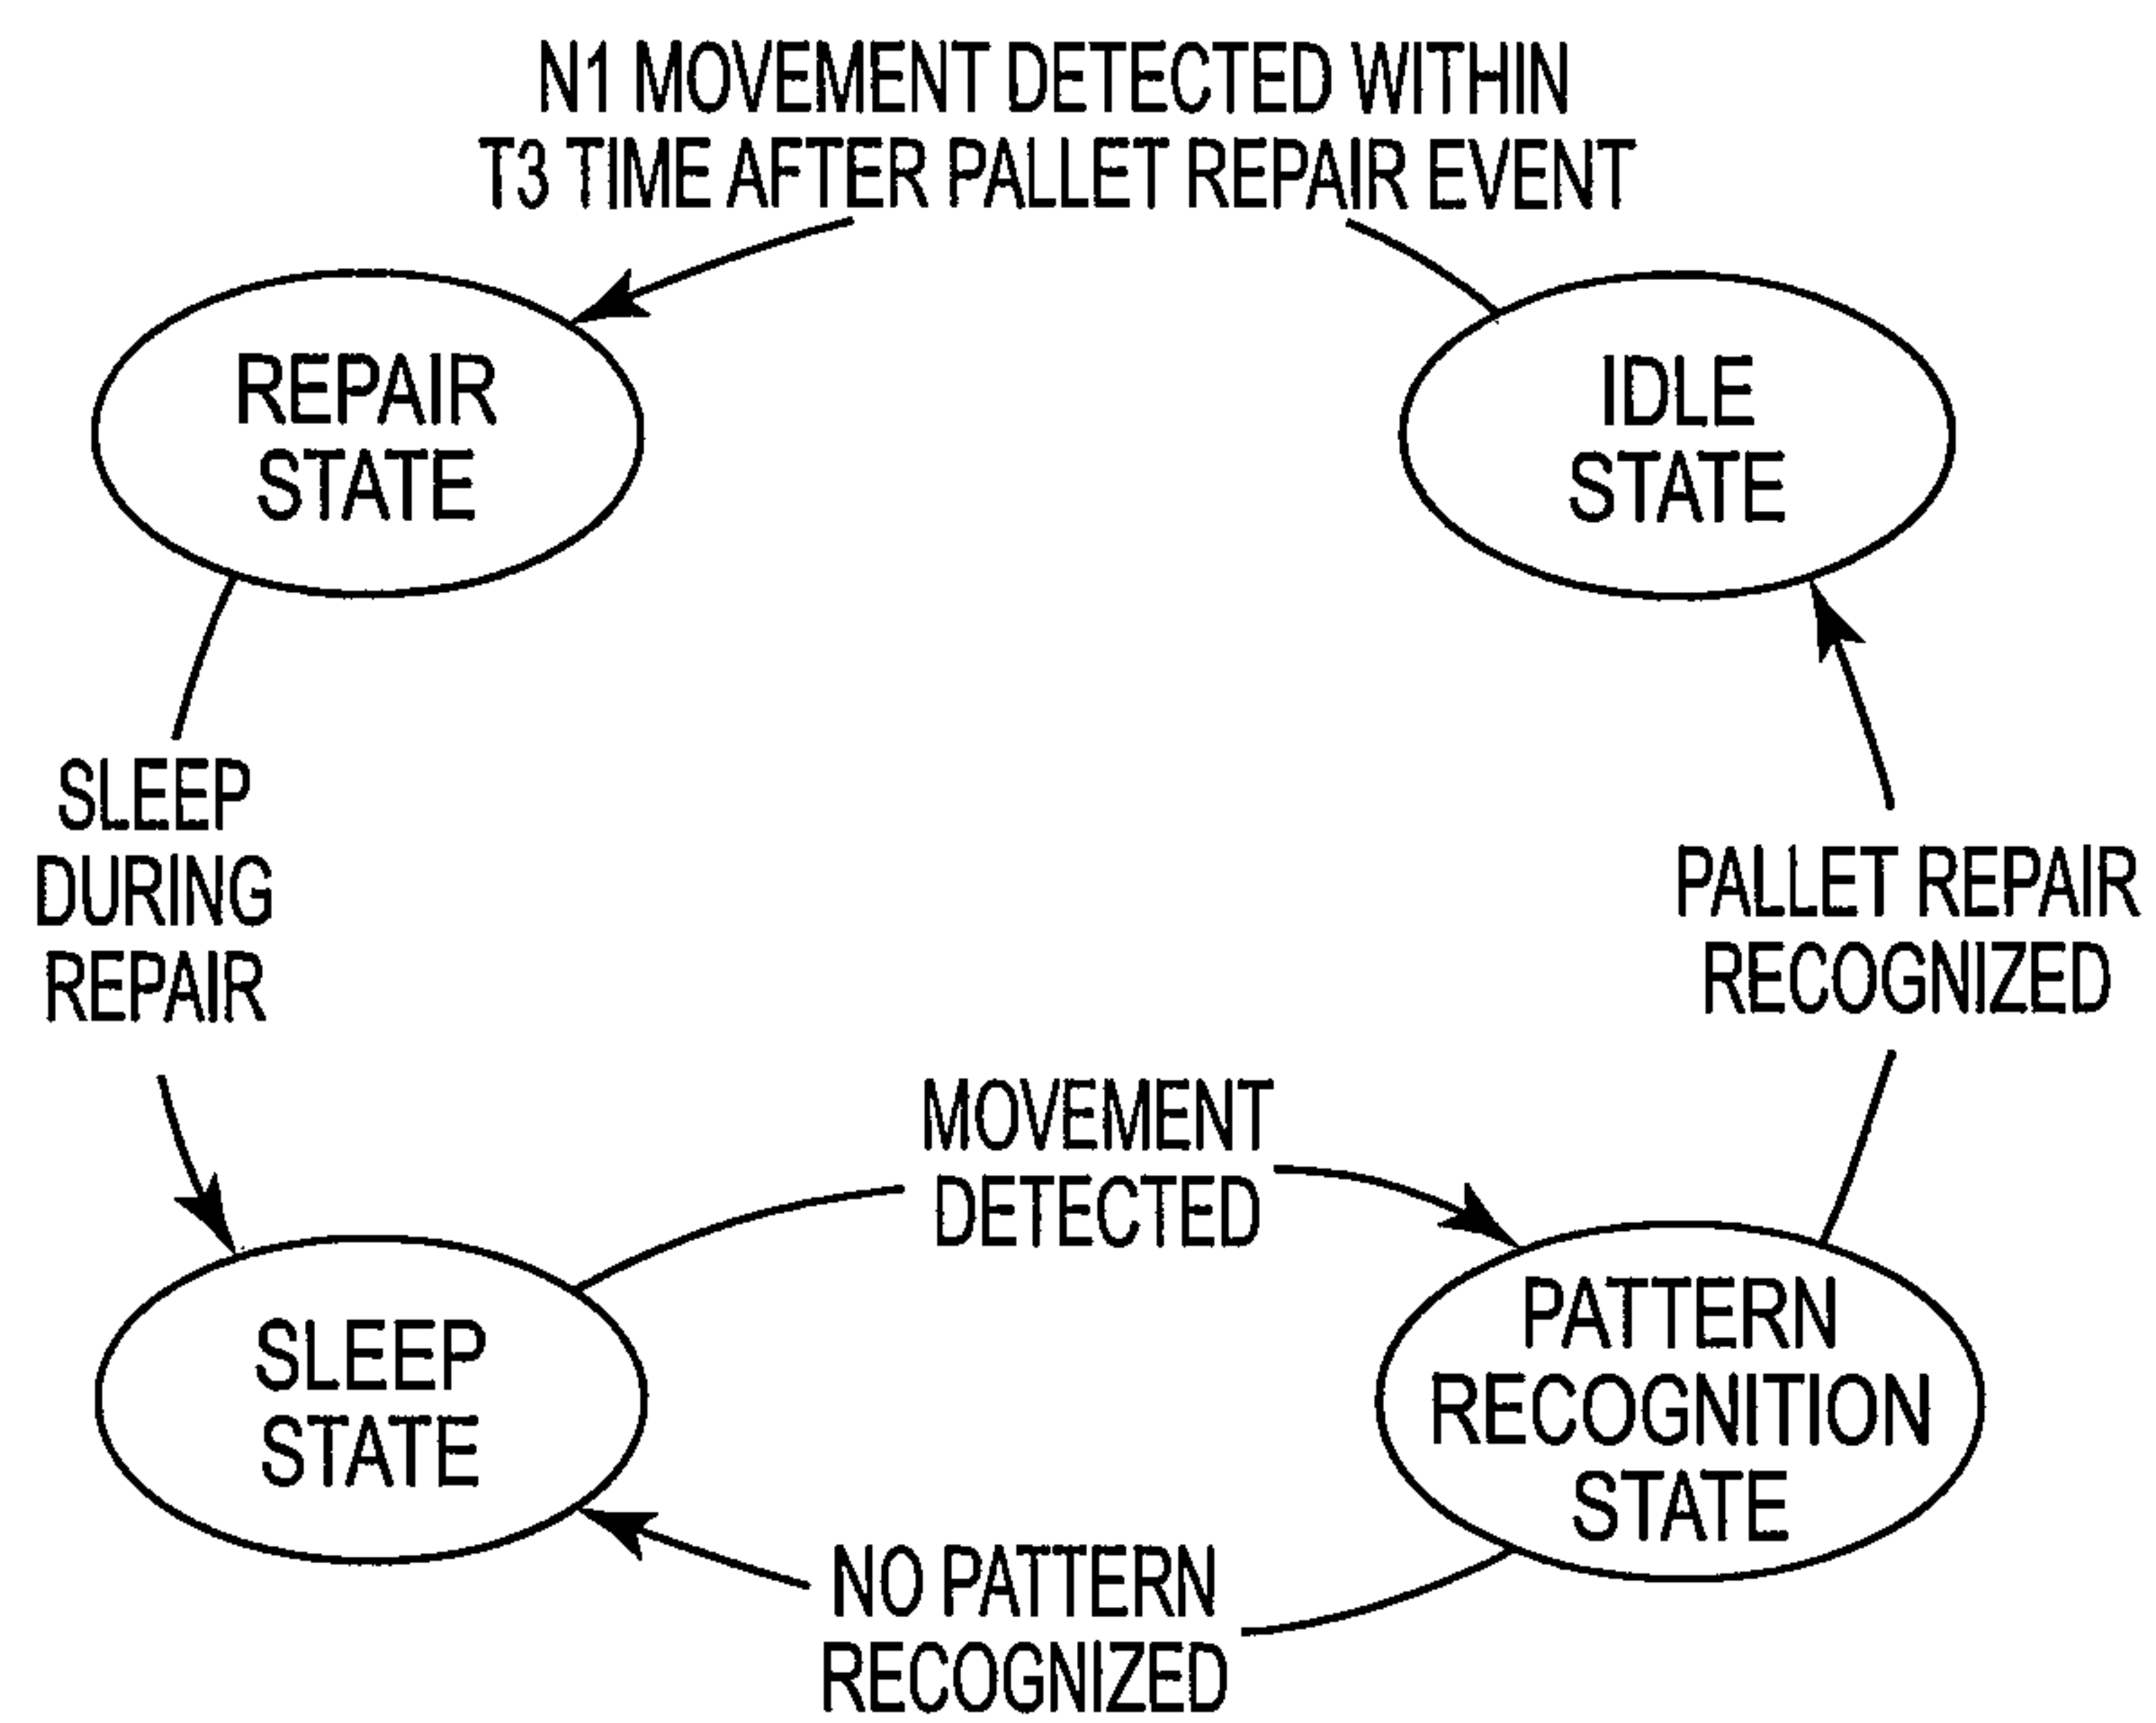 N1 MOVEMENT DETECTED WITHIN
T3 TIME AFTER PALLET REPAIR EVENT
REPAIR
STATE
IDLE
STATE
SLEEP
DURING
REPAIR
PALLET REPAIR
RECOGNIZED
MOVEMENT
DETECTED
SLEEP
STATE
PATTERN
RECOGNITION
STATE
NO PATTERN
RECOGNIZED